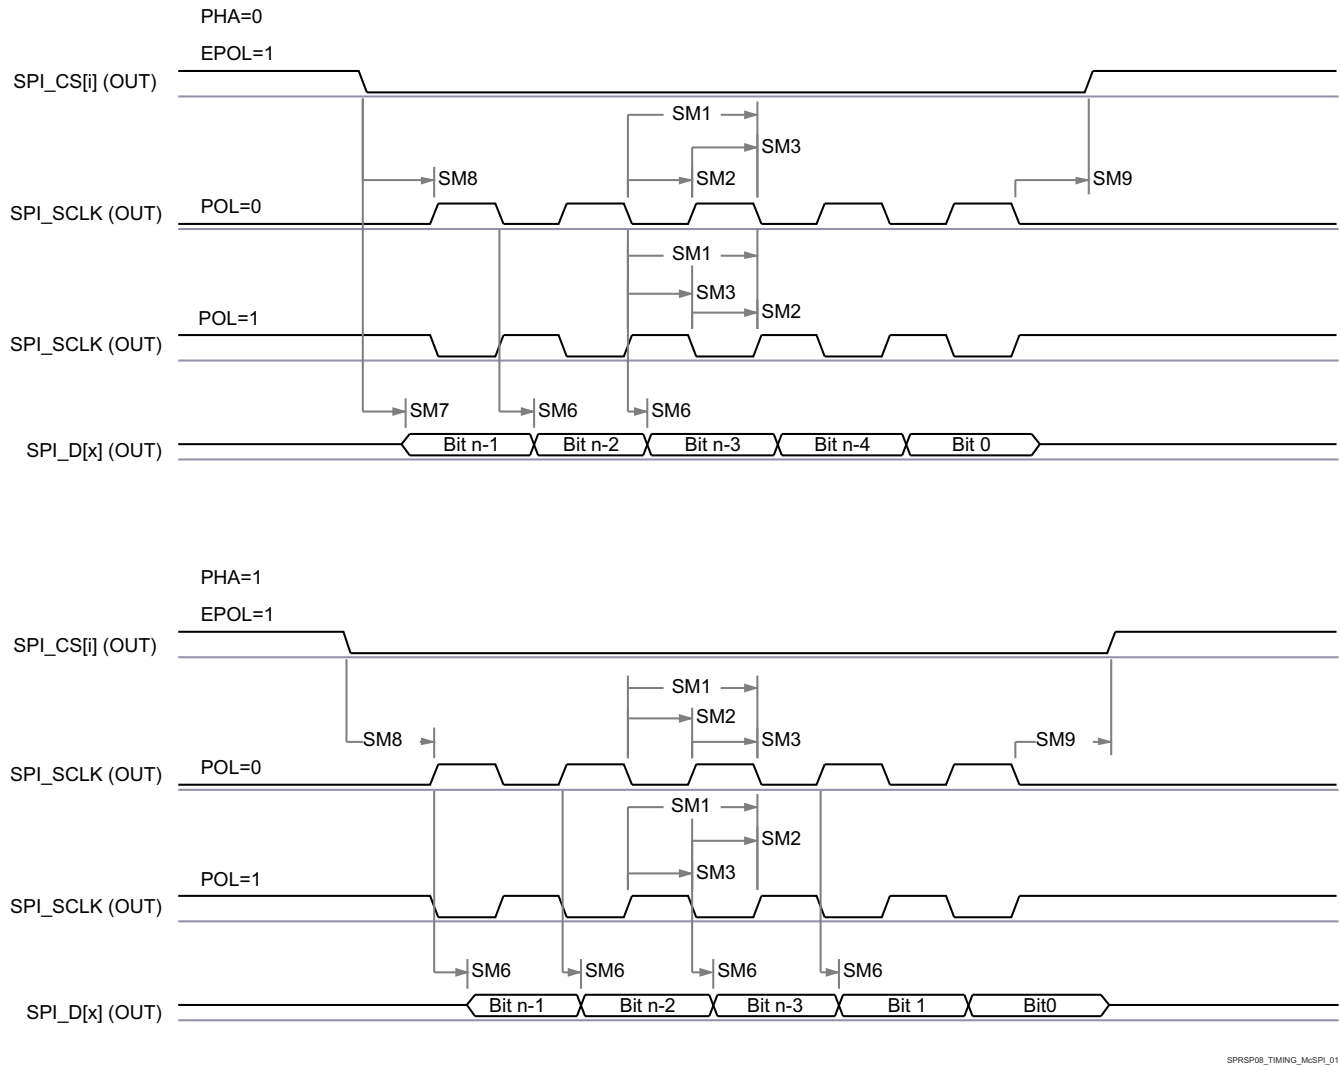 PHA=0
EPOL=1
SPI_CS[i] (OUT)
SM1
SM3
SM8
SM2
SM9
SPI_SCLK (OUT)
POL=0
SM1
SM3
SM2
POL=1
SPI_SCLK (OUT)
SM7
SM6
SM6
SPI_D[x] (OUT)
Bit n-1
Bit n-2
Bit n-3
Bit n-4
Bit 0
PHA=1
EPOL=1
SPI_CS[i] (OUT)
SM1
SM2
SM8
SM3
SM9
SPI_SCLK (OUT)
POL=0
SM1
SM2
SM3
POL=1
SPI_SCLK (OUT)
SM6
SM6
SM6
SM6
SPI_D[x] (OUT)
Bit n-1
Bit n-2
Bit n-3
Bit 1
Bit0
SPRSP08_TIMING_McSPI_01